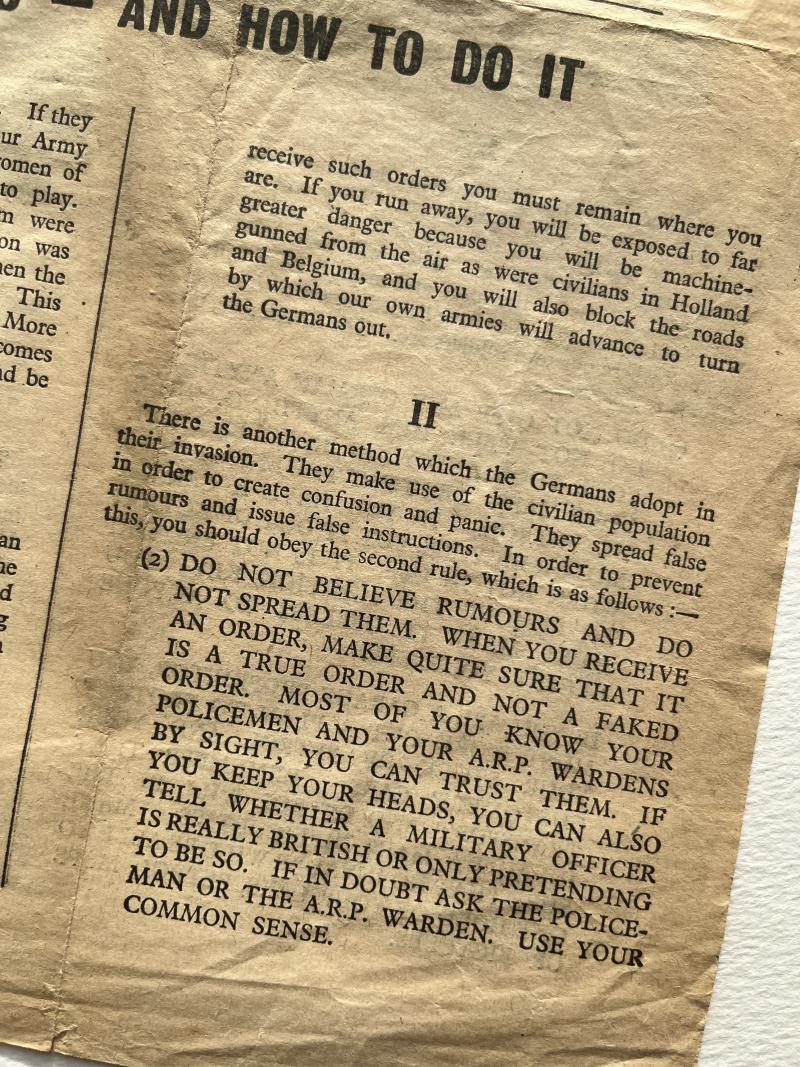 AND HOW TO DO IT
If they
ur Army
omen of
to play.
m were
on was
hen the
This
More
comes
nd be
an
he
d
g
receive such orders you must remain where you
are. If you run away, you will be exposed to far
greater danger because you will be machine-
gunned from the air as were civilians in Holland
and Belgium, and you will also block the roads
by which our own armies will advance to turn
the Germans out.
II
There is another method which the Germans adopt in
their invasion. They make use of the civilian population
in order to create confusion and panic. They spread false
rumours and issue false instructions. In order to prevent
this, you should obey the second rule, which is as follows :—
(2) DO NOT BELIEVE RUMOURS AND DO
NOT SPREAD THEM. WHEN YOU RECEIVE
AN ORDER, MAKE QUITE SURE THAT IT
IS A TRUE ORDER AND NOT A FAKED
ORDER. MOST OF YOU KNOW YOUR
POLICEMEN AND YOUR A.R.P. WARDENS
BY SIGHT, YOU CAN TRUST THEM. IF
YOU KEEP YOUR HEADS, YOU CAN ALSO
TELL WHETHER A MILITARY OFFICER
IS REALLY BRITISH OR ONLY PRETENDING
TO BE SO. IF IN DOUBT ASK THE POLICE-
MAN OR THE A.R.P. WARDEN. USE YOUR
COMMON SENSE.